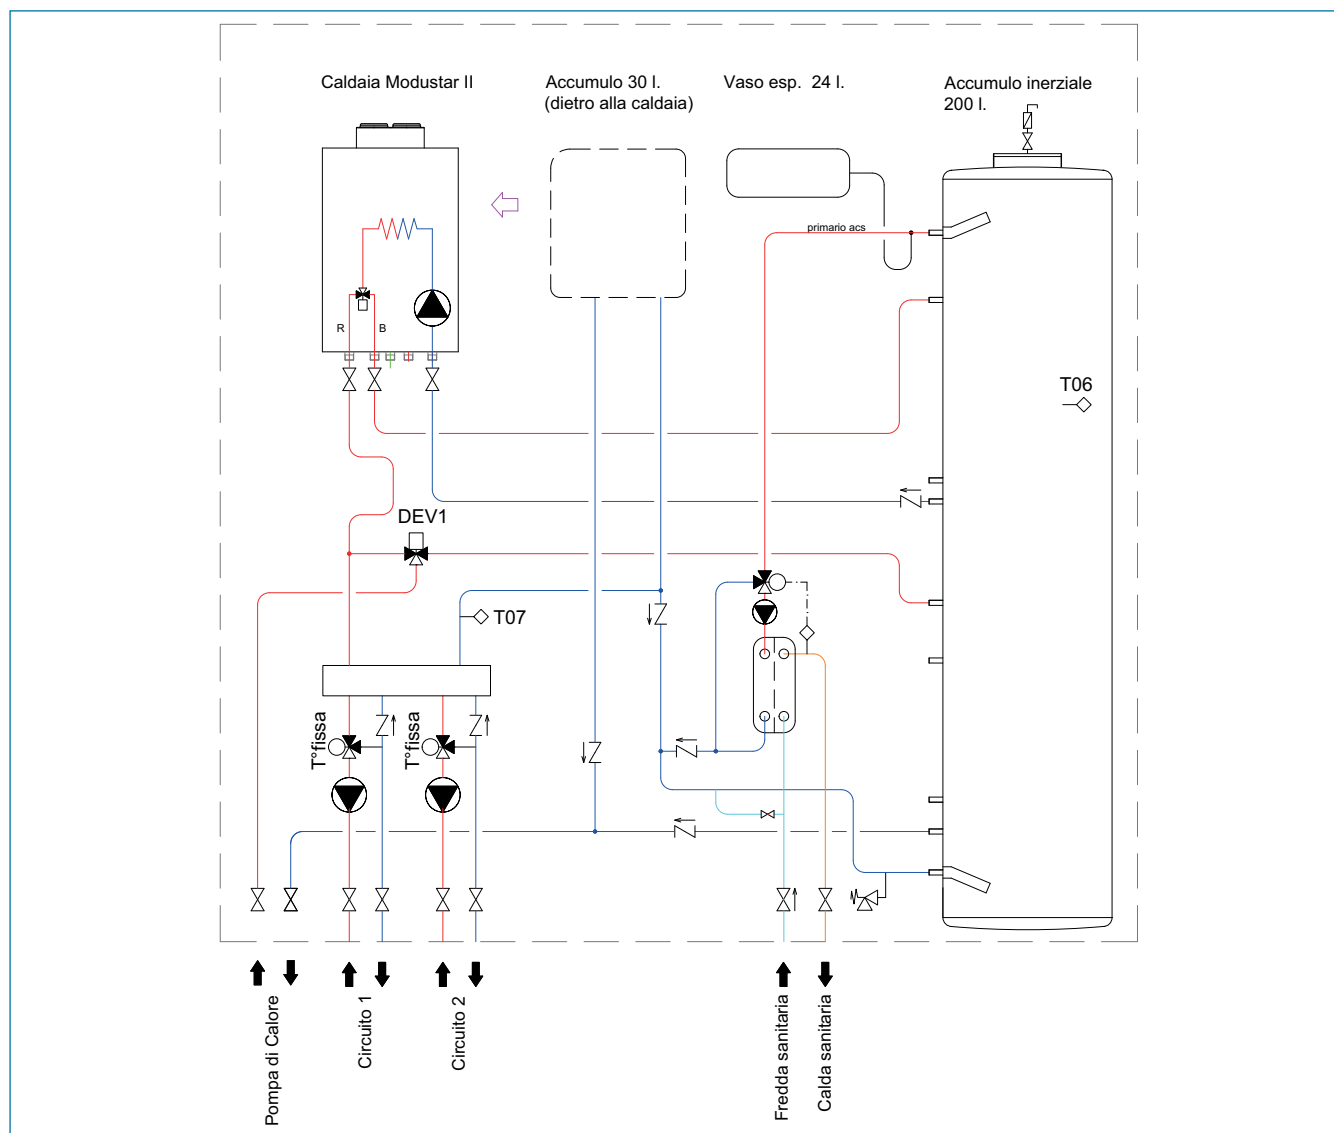 Caldaia Modustar II
Accumulo 30 l.
(dietro alla caldaia)
Vaso esp. 24 l.
Accumulo inerziale
200 l.
primario acs
R
B
T06
DEV1
T07
T°fissa
T°fissa
Pompa di Calore
Circuito 1
Circuito 2
Fredda sanitaria
Calda sanitaria